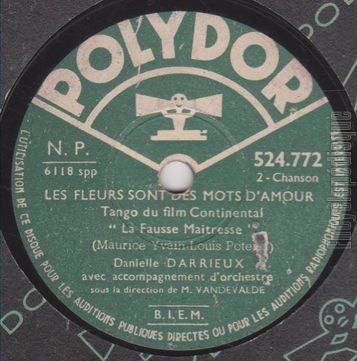 POLYDOR
N. P.
6118 spp
524.772
2 - Chanson
LES FLEURS SONT DES MOTS D'AMOUR
Tango du film Continental
" La Fausse Maitresse "
(Maurice Yvain-Louis Poterat)
Danielle DARRIEUX
avec accompagnement d'orchestre
sous la direction de M. VANDEVALDE
B. I. E. M.
L'UTILISATION DE CE DISQUE POUR LES AUDITIONS PUBLIQUES DIRECTES OU POUR LES AUDITIONS RADIOPHONIQUES EST INTERDITE